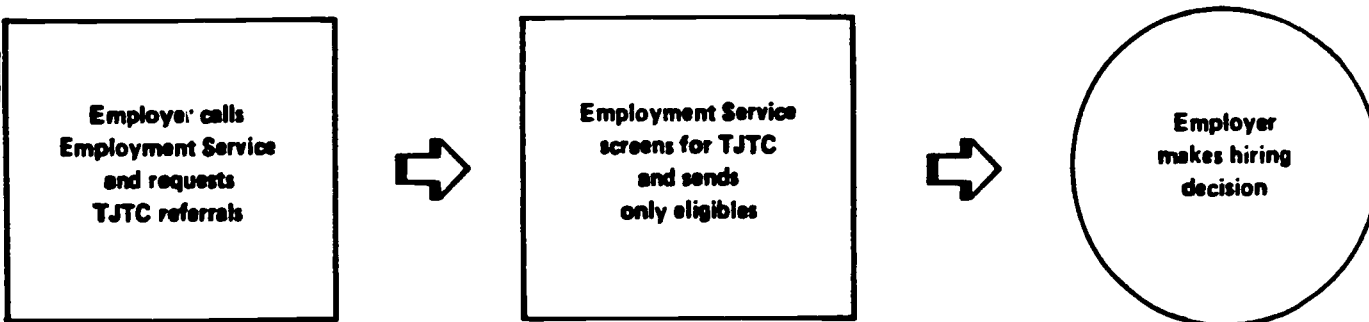 Employer calls
Employment Service
and requests
TJTC referrals
Employment Service
screens for TJTC
and sends
only eligibles
Employer
makes hiring
decision